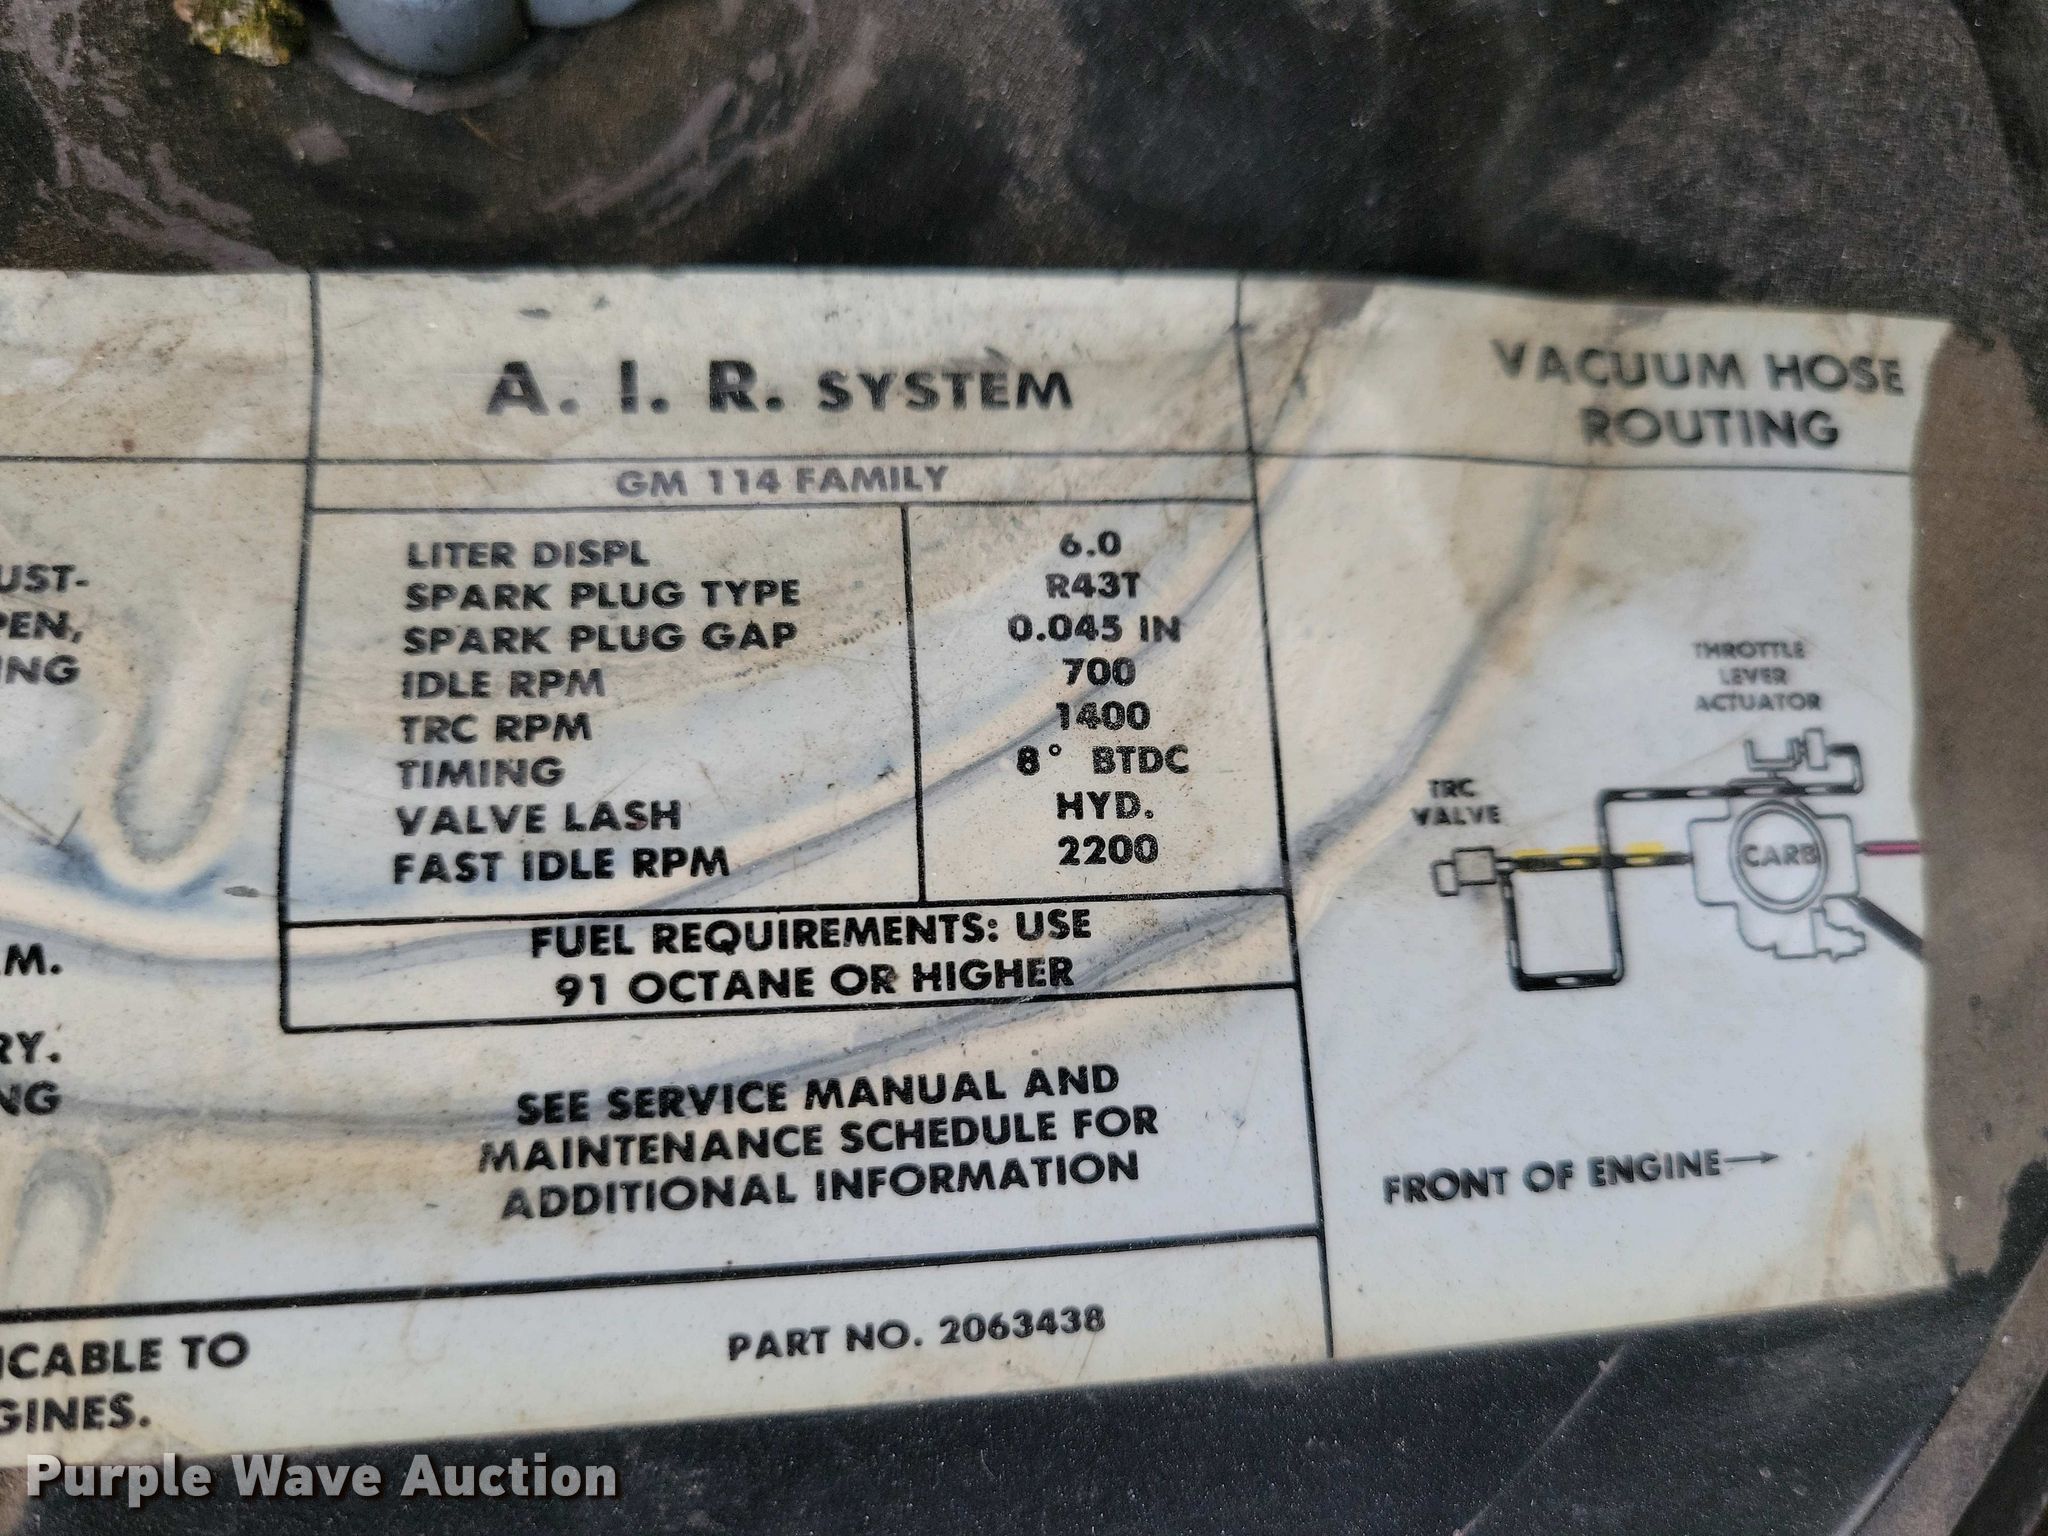 A. I. R. SYSTEM
GM 114 FAMILY
LITER DISPL 6.0
SPARK PLUG TYPE R43T
SPARK PLUG GAP 0.045 IN
IDLE RPM 700
TRC RPM 1400
TIMING 8° BTDC
VALVE LASH HYD.
FAST IDLE RPM 2200
FUEL REQUIREMENTS: USE
91 OCTANE OR HIGHER
SEE SERVICE MANUAL AND
MAINTENANCE SCHEDULE FOR
ADDITIONAL INFORMATION
PART NO. 2063438
VACUUM HOSE
ROUTING
THROTTLE
LEVER
ACTUATOR
TRC
VALVE
CARB
FRONT OF ENGINE→
UST-
PEN,
ING
M.
RY.
NG
ICABLE TO
GINES.
Purple Wave Auction